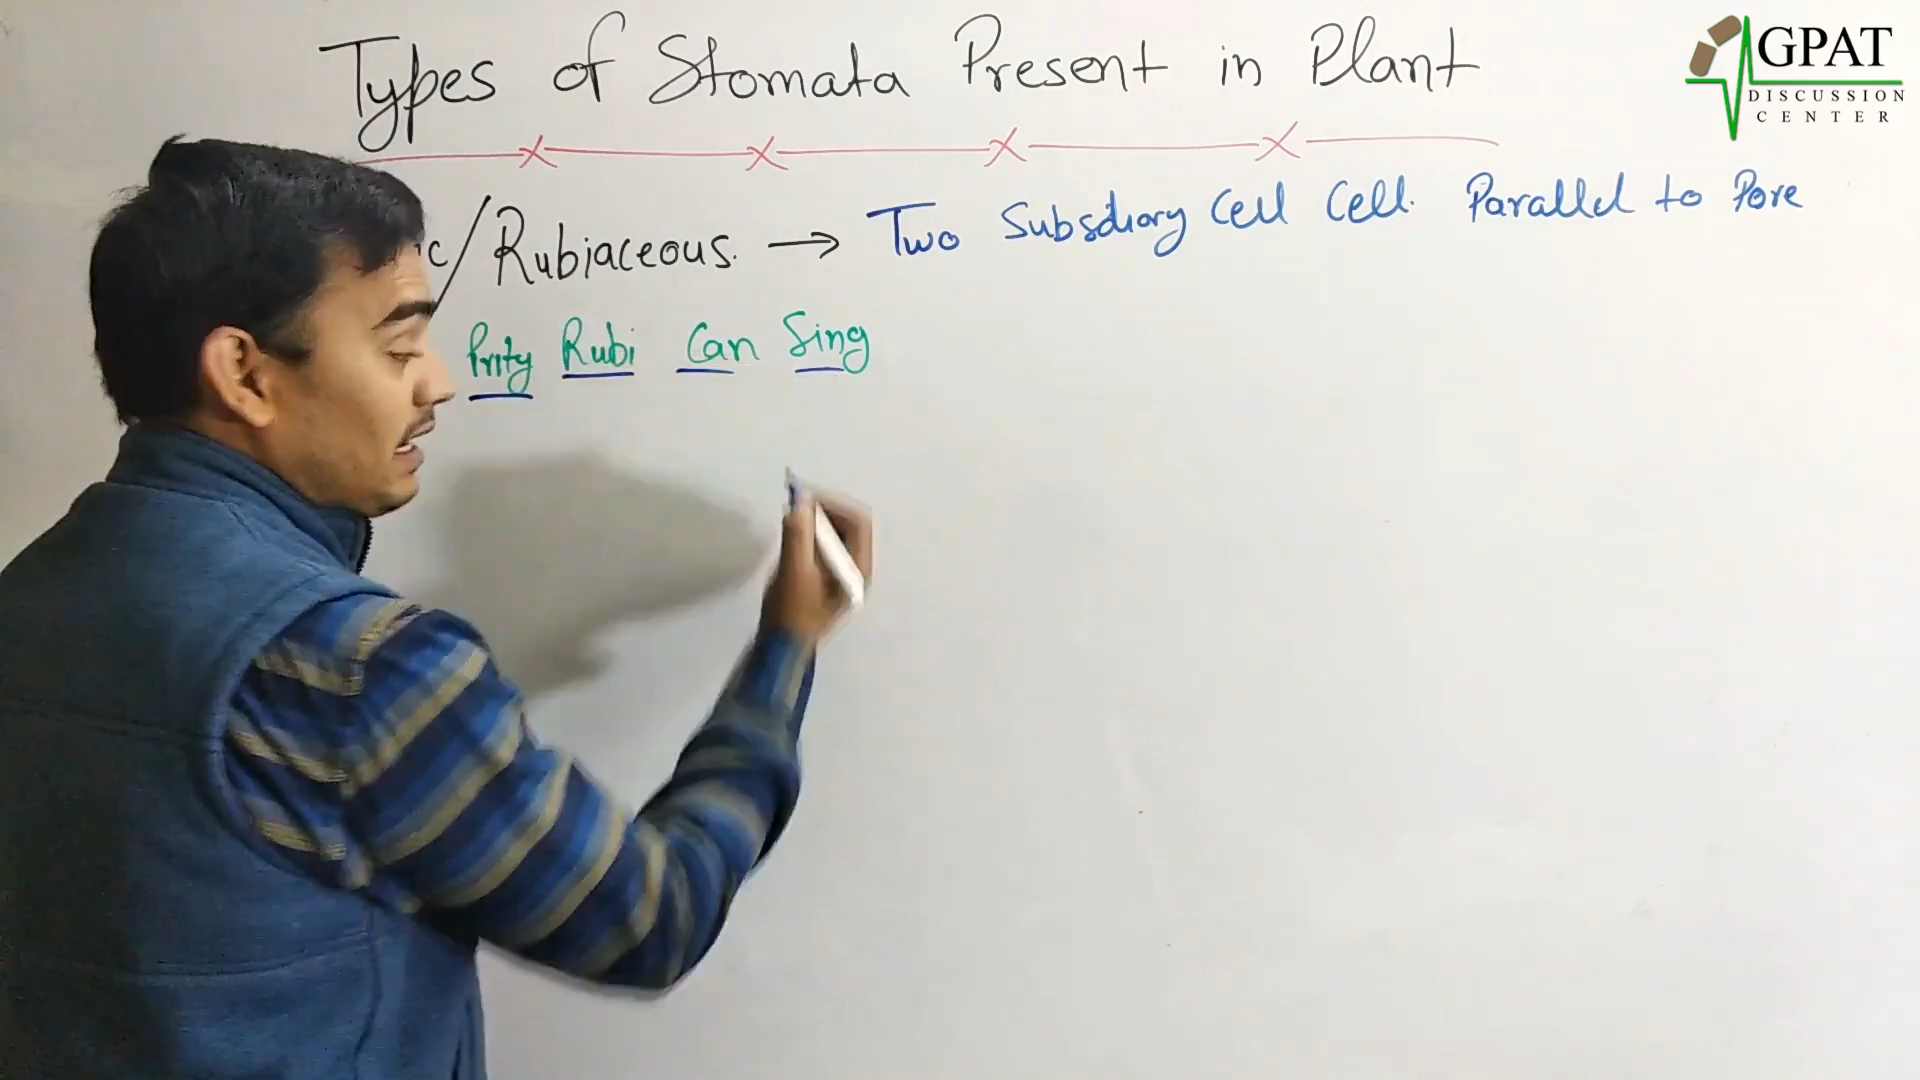 Types of Stomata Present in Plant
GPAT
DISCUSSION
CENTER
c/Rubiaceous. → Two Subsdiary Cell Cell. Parallel to Pore
Prity Rubi Can Sing